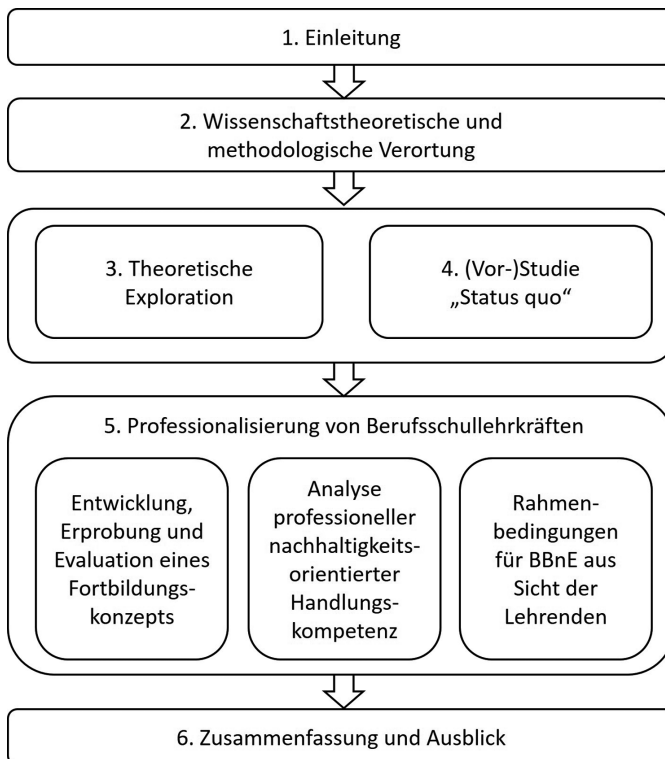 1. Einleitung
2. Wissenschaftstheoretische und
methodologische Verortung
3. Theoretische
Exploration
4. (Vor-)Studie
„Status quo“
5. Professionalisierung von Berufsschullehrkräften
Entwicklung,
Erprobung und
Evaluation eines
Fortbildungs-
konzepts
Analyse
professioneller
nachhaltigkeits-
orientierter
Handlungs-
kompetenz
Rahmen-
bedingungen
für BBnE aus
Sicht der
Lehrenden
6. Zusammenfassung und Ausblick